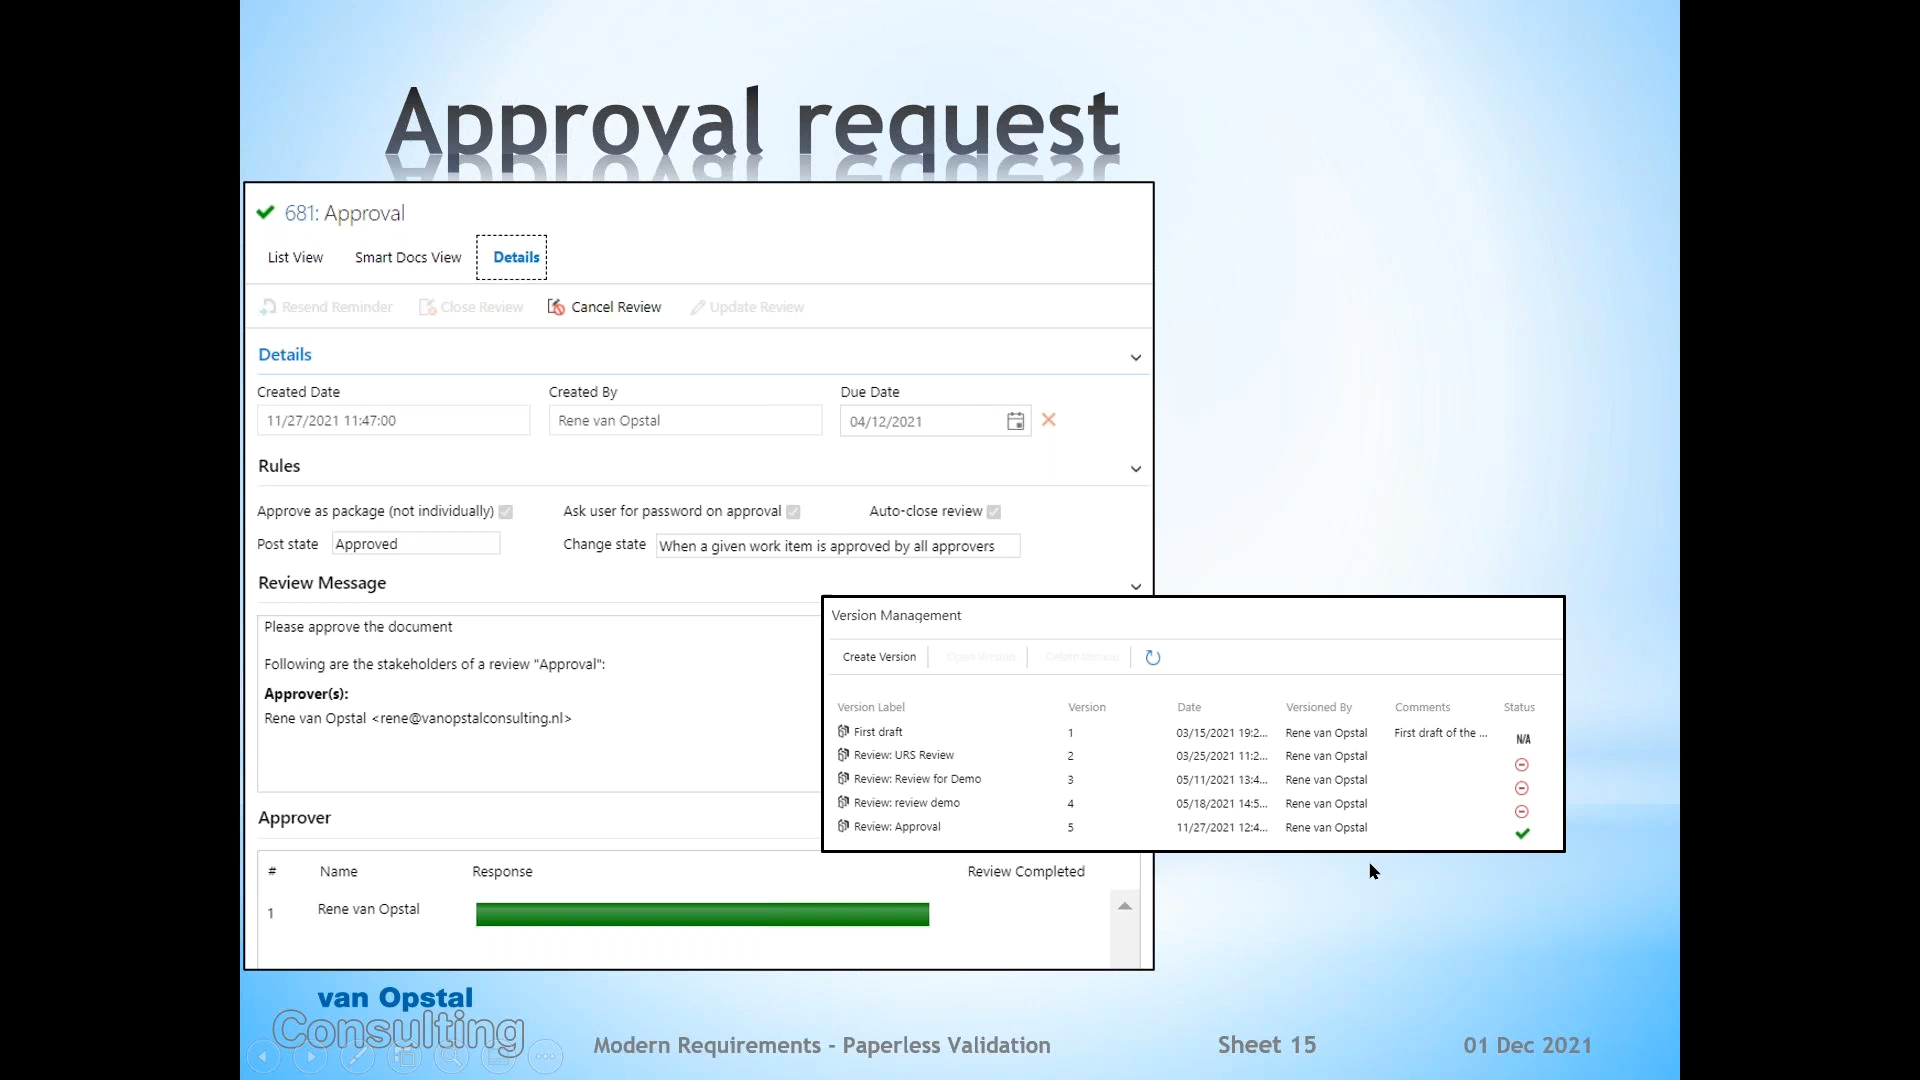 Approval request
681: Approval
List View Smart Docs View Details
Resend Reminder Close Review Cancel Review Update Review
Details
Created Date Created By Due Date
11/27/2021 11:47:00 Rene van Opstal 04/12/2021
Rules
Approve as package (not individually) Ask user for password on approval Auto-close review
Post state Approved Change state When a given work item is approved by all approvers
Review Message
Please approve the document
Following are the stakeholders of a review "Approval":
Approver(s):
Rene van Opstal <rene@vanopstalconsulting.nl>
Approver
# Name Response Review Completed
1 Rene van Opstal
Version Management
Create Version Open Version Delete Version
Version Label Version Date Versioned By Comments Status
First draft 1 03/15/2021 19:2... Rene van Opstal First draft of the ... N/A
Review: URS Review 2 03/25/2021 11:2... Rene van Opstal
Review: Review for Demo 3 05/11/2021 13:4... Rene van Opstal
Review: review demo 4 05/18/2021 14:5... Rene van Opstal
Review: Approval 5 11/27/2021 12:4... Rene van Opstal
van Opstal
Consulting
Modern Requirements - Paperless Validation Sheet 15 01 Dec 2021